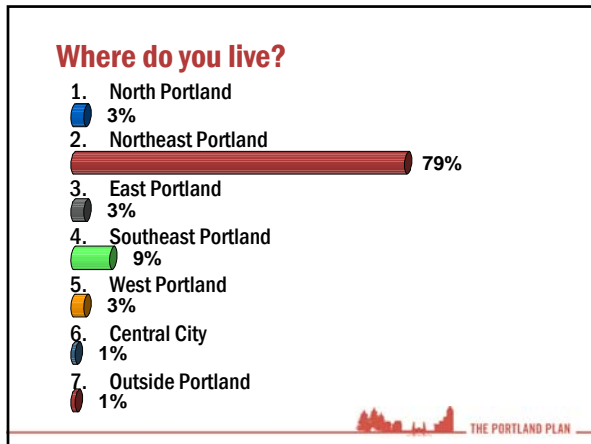 Where do you live?
1. North Portland
3%
2. Northeast Portland
79%
3. East Portland
3%
4. Southeast Portland
9%
5. West Portland
3%
6. Central City
1%
7. Outside Portland
1%
THE PORTLAND PLAN